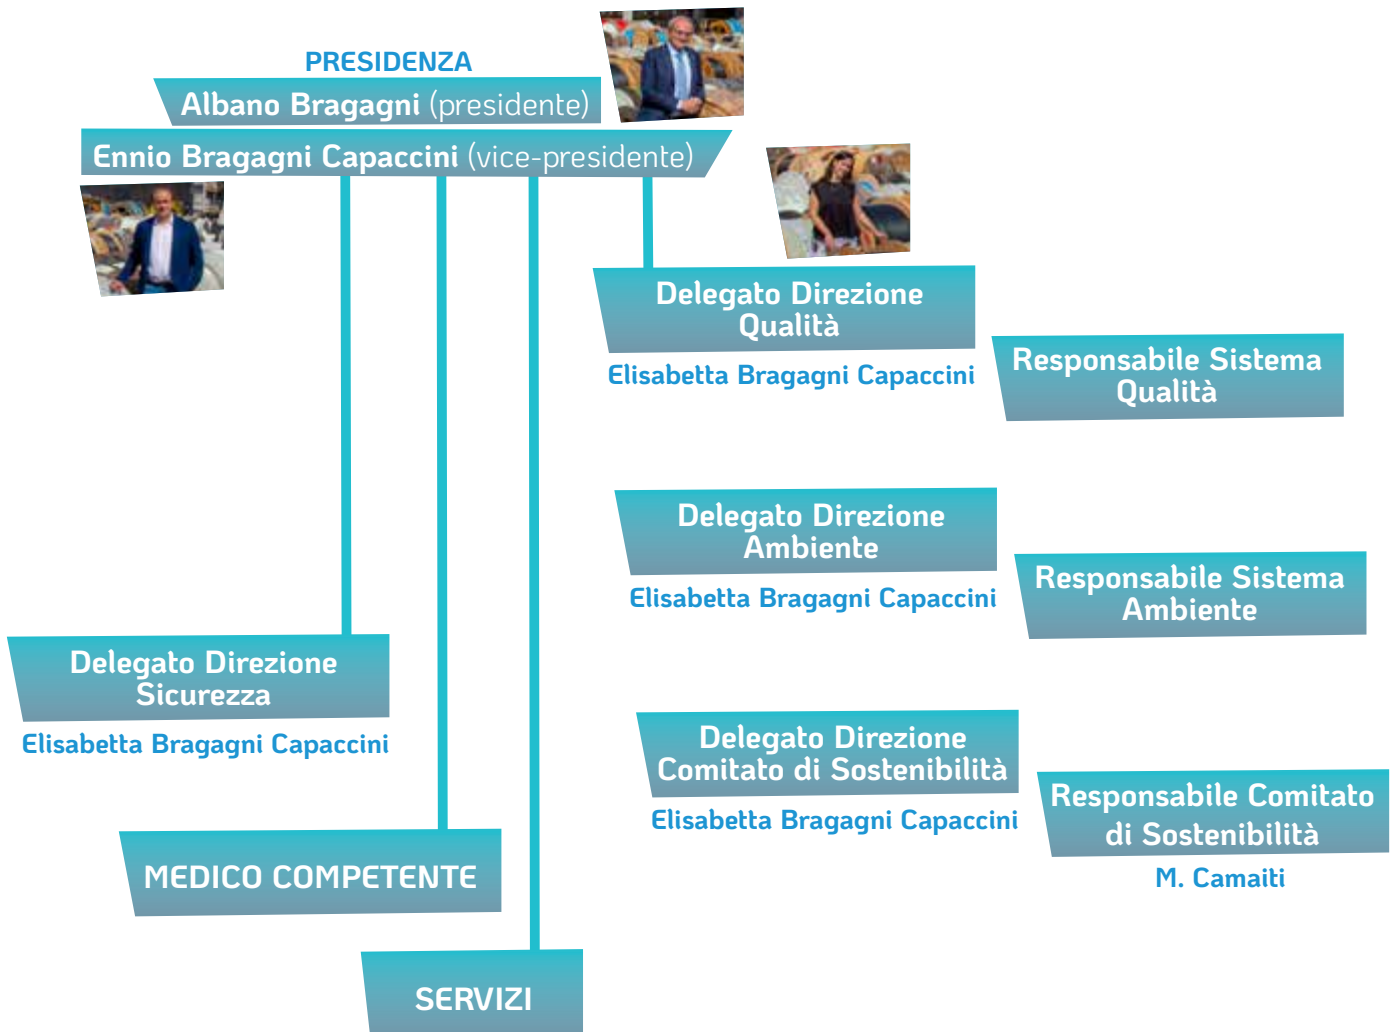 PRESIDENZA
Albano Bragagni (presidente)
Ennio Bragagni Capaccini (vice-presidente)
Delegato Direzione
Qualità
Elisabetta Bragagni Capaccini
Responsabile Sistema
Qualità
Delegato Direzione
Ambiente
Elisabetta Bragagni Capaccini
Responsabile Sistema
Ambiente
Delegato Direzione
Sicurezza
Elisabetta Bragagni Capaccini
Delegato Direzione
Comitato di Sostenibilità
Elisabetta Bragagni Capaccini
Responsabile Comitato
di Sostenibilità
M. Camaiti
MEDICO COMPETENTE
SERVIZI